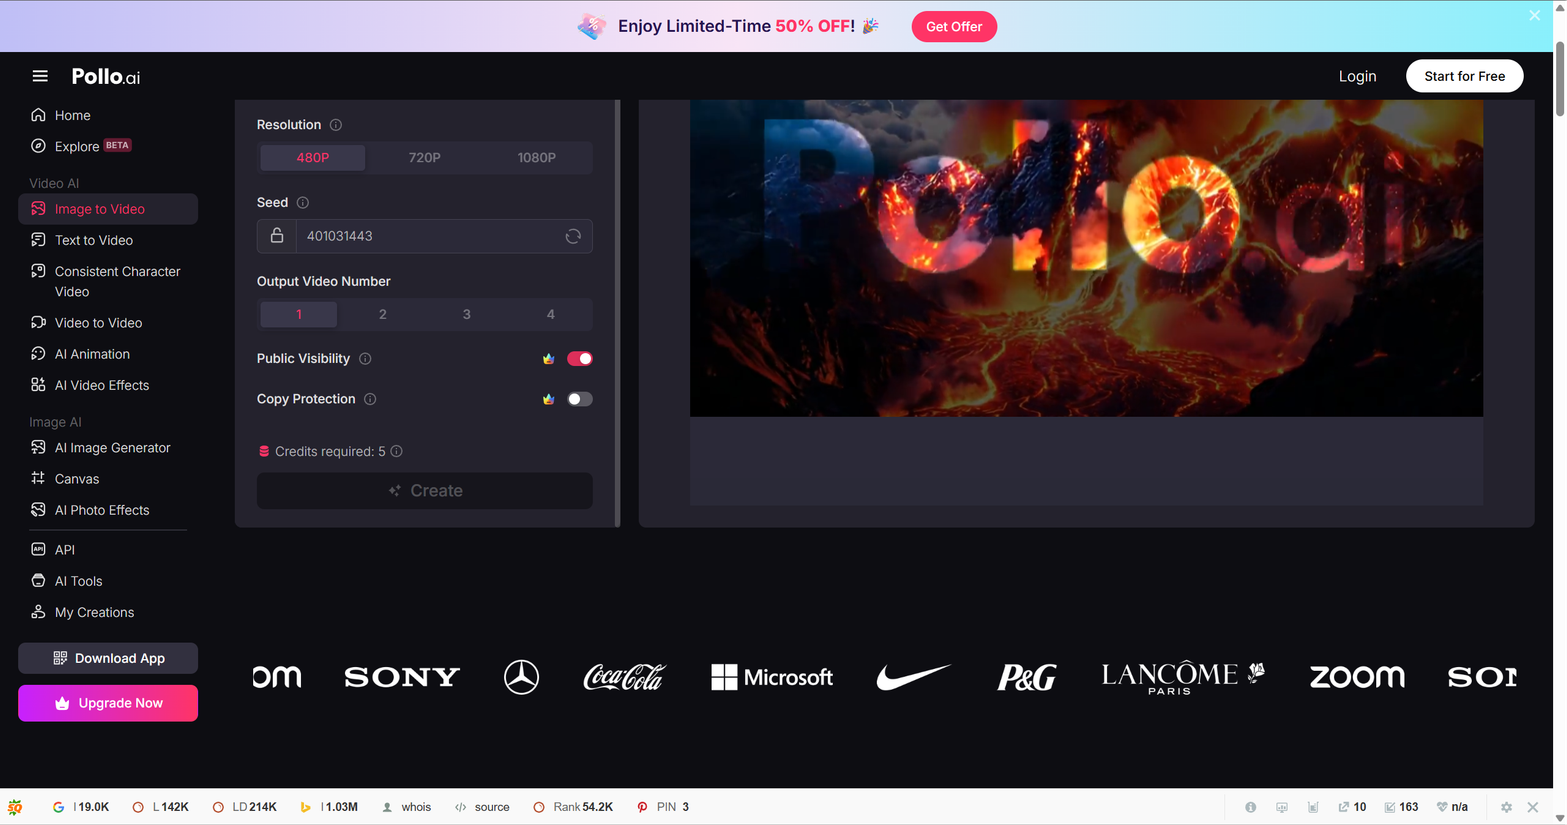 Enjoy Limited-Time 50% OFF!
Get Offer
Pollo.ai
Login
Start for Free
Home
Explore BETA
Video AI
Image to Video
Text to Video
Consistent Character
Video
Video to Video
AI Animation
AI Video Effects
Image AI
AI Image Generator
Canvas
AI Photo Effects
API
API
AI Tools
My Creations
Download App
Upgrade Now
Resolution
480P 720P 1080P
Seed
401031443
Output Video Number
1 2 3 4
Public Visibility
Copy Protection
Credits required: 5
Create
Pollo.ai
om SONY Coca-Cola Microsoft P&G LANCÔME zoom SON
PARIS
SQ G I 19.0K L 142K LD 214K I 1.03M whois source Rank 54.2K PIN 3 10 163 n/a